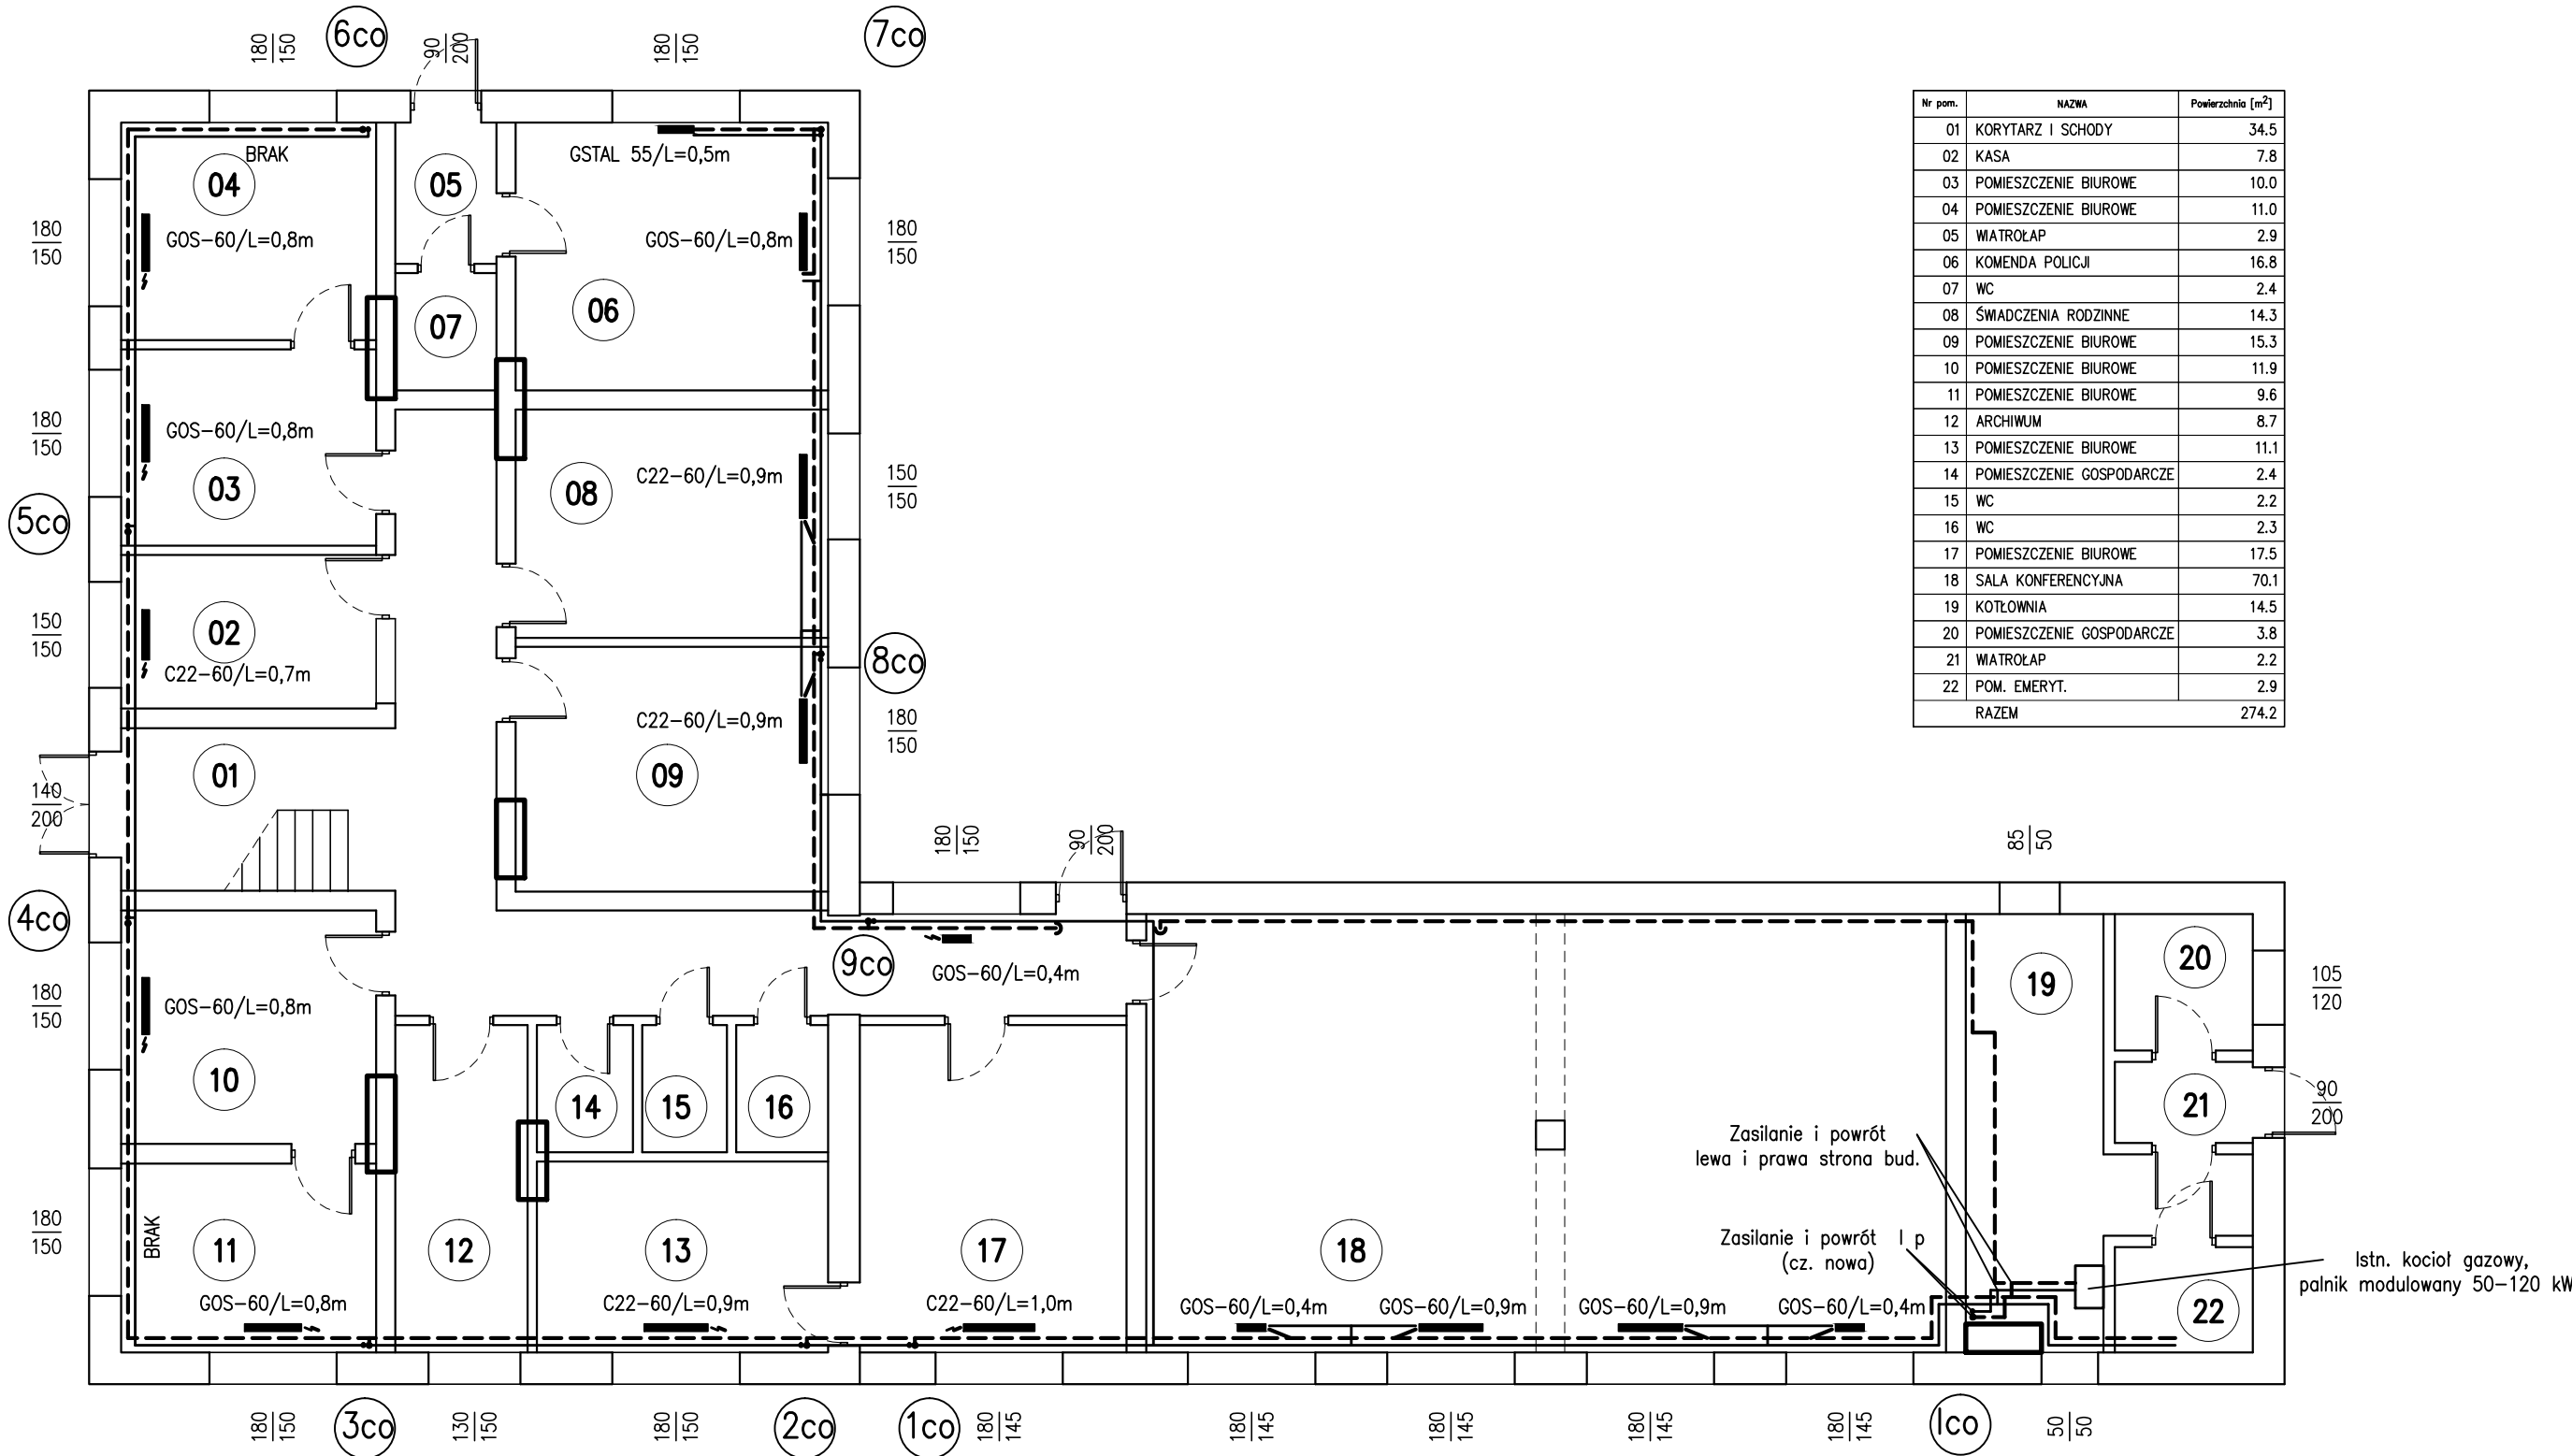 6co
7co
180
150
90
200
180
150
BRAK
GSTAL 55/L=0,5m
04
05
GOS-60/L=0,8m
GOS-60/L=0,8m
180
150
180
150
06
07
180
150
GOS-60/L=0,8m
03
08
C22-60/L=0,9m
150
150
5co
150
150
02
C22-60/L=0,7m
8co
C22-60/L=0,9m
180
150
01
09
140
200
180
150
90
200
85
50
4co
9co
GOS-60/L=0,4m
180
150
GOS-60/L=0,8m
10
14
15
16
19
20
105
120
21
90
200
Zasilanie i powrót
lewa i prawa strona bud.
Zasilanie i powrót I p
(cz. nowa)
180
150
BRAK
11
12
13
17
18
Istn. kocioł gazowy,
palnik modulowany 50-120 kW
22
GOS-60/L=0,8m
C22-60/L=0,9m
C22-60/L=1,0m
GOS-60/L=0,4m
GOS-60/L=0,9m
GOS-60/L=0,9m
GOS-60/L=0,4m
180
150
3co
130
150
180
150
2co
1co
180
145
180
145
180
145
180
145
180
145
Ico
50
50
Nr pom. NAZWA Powierzchnia [m²]
01 KORYTARZ I SCHODY 34.5
02 KASA 7.8
03 POMIESZCZENIE BIUROWE 10.0
04 POMIESZCZENIE BIUROWE 11.0
05 WIATROŁAP 2.9
06 KOMENDA POLICJI 16.8
07 WC 2.4
08 ŚWIADCZENIA RODZINNE 14.3
09 POMIESZCZENIE BIUROWE 15.3
10 POMIESZCZENIE BIUROWE 11.9
11 POMIESZCZENIE BIUROWE 9.6
12 ARCHIWUM 8.7
13 POMIESZCZENIE BIUROWE 11.1
14 POMIESZCZENIE GOSPODARCZE 2.4
15 WC 2.2
16 WC 2.3
17 POMIESZCZENIE BIUROWE 17.5
18 SALA KONFERENCYJNA 70.1
19 KOTŁOWNIA 14.5
20 POMIESZCZENIE GOSPODARCZE 3.8
21 WIATROŁAP 2.2
22 POM. EMERYT. 2.9
RAZEM 274.2